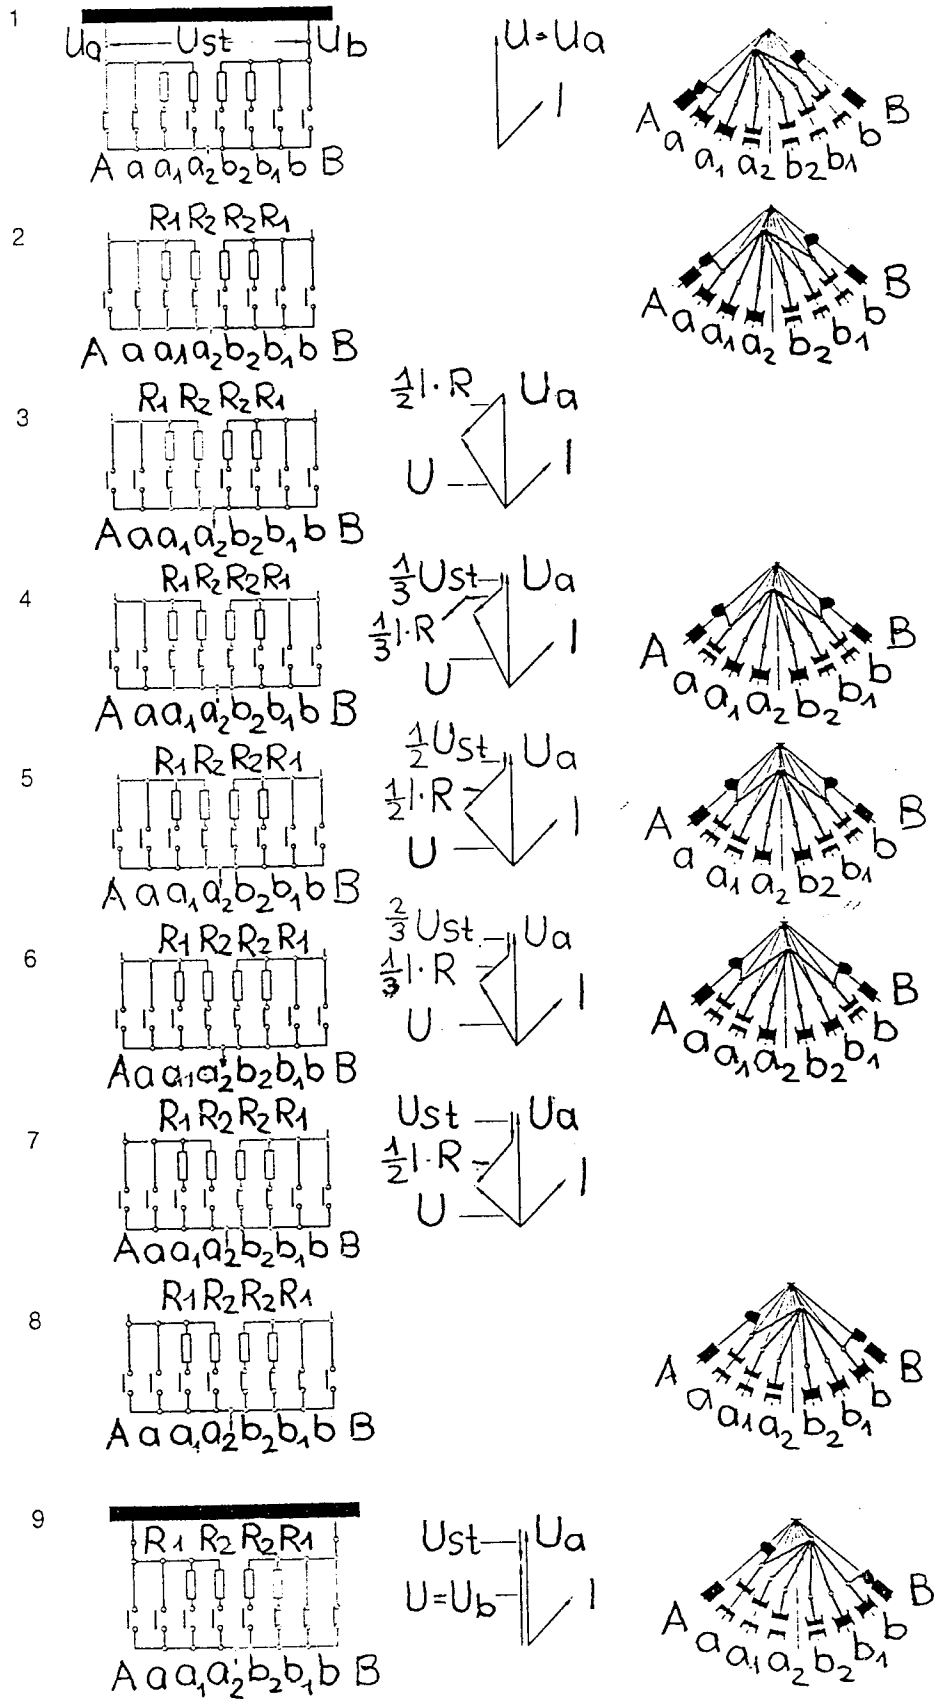 1
Ua Ust Ub
A a a1 a2 b2 b1 b B
U=Ua
I
A a a1 a2 b2 b1 b B
2
R1 R2 R2 R1
A a a1 a2 b2 b1 b B
A a a1 a2 b2 b1 b B
3
R1 R2 R2 R1
A a a1 a2 b2 b1 b B
1/2 I·R Ua
U I
4
R1 R2 R2 R1
A a a1 a2 b2 b1 b B
1/3 Ust Ua
1/3 I·R
U I
A a a1 a2 b2 b1 b B
5
R1 R2 R2 R1
A a a1 a2 b2 b1 b B
1/2 Ust Ua
1/2 I·R
U I
A a a1 a2 b2 b1 b B
6
R1 R2 R2 R1
A a a1 a2 b2 b1 b B
2/3 Ust Ua
1/3 I·R
U I
A a a1 a2 b2 b1 b B
7
R1 R2 R2 R1
A a a1 a2 b2 b1 b B
Ust Ua
1/2 I·R
U I
8
R1 R2 R2 R1
A a a1 a2 b2 b1 b B
A a a1 a2 b2 b1 b B
9
R1 R2 R2 R1
A a a1 a2 b2 b1 b B
Ust Ua
U=Ub I
A a a1 a2 b2 b1 b B